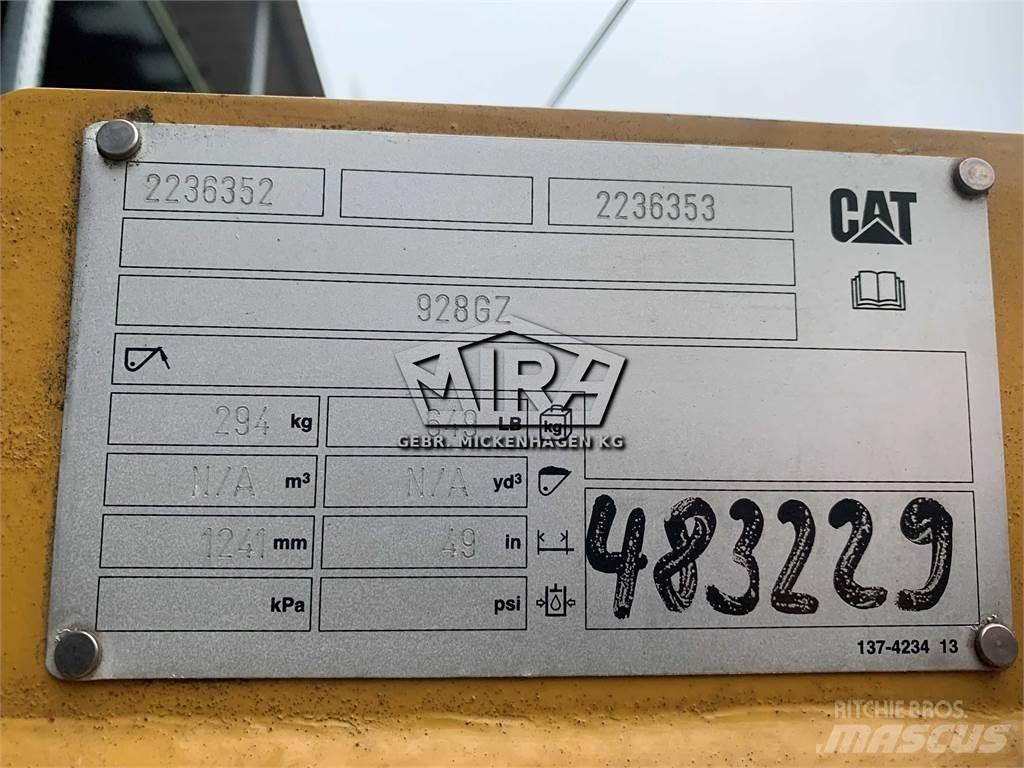 2236352 2236353
CAT
928GZ
MIRA
GEBR. MICKENHAGEN KG
294 kg 649 LB kg
N/A m³ N/A yd³
1241 mm 49 in
kPa psi
483229
137-4234 13
RITCHIE BROS.
MASCUS